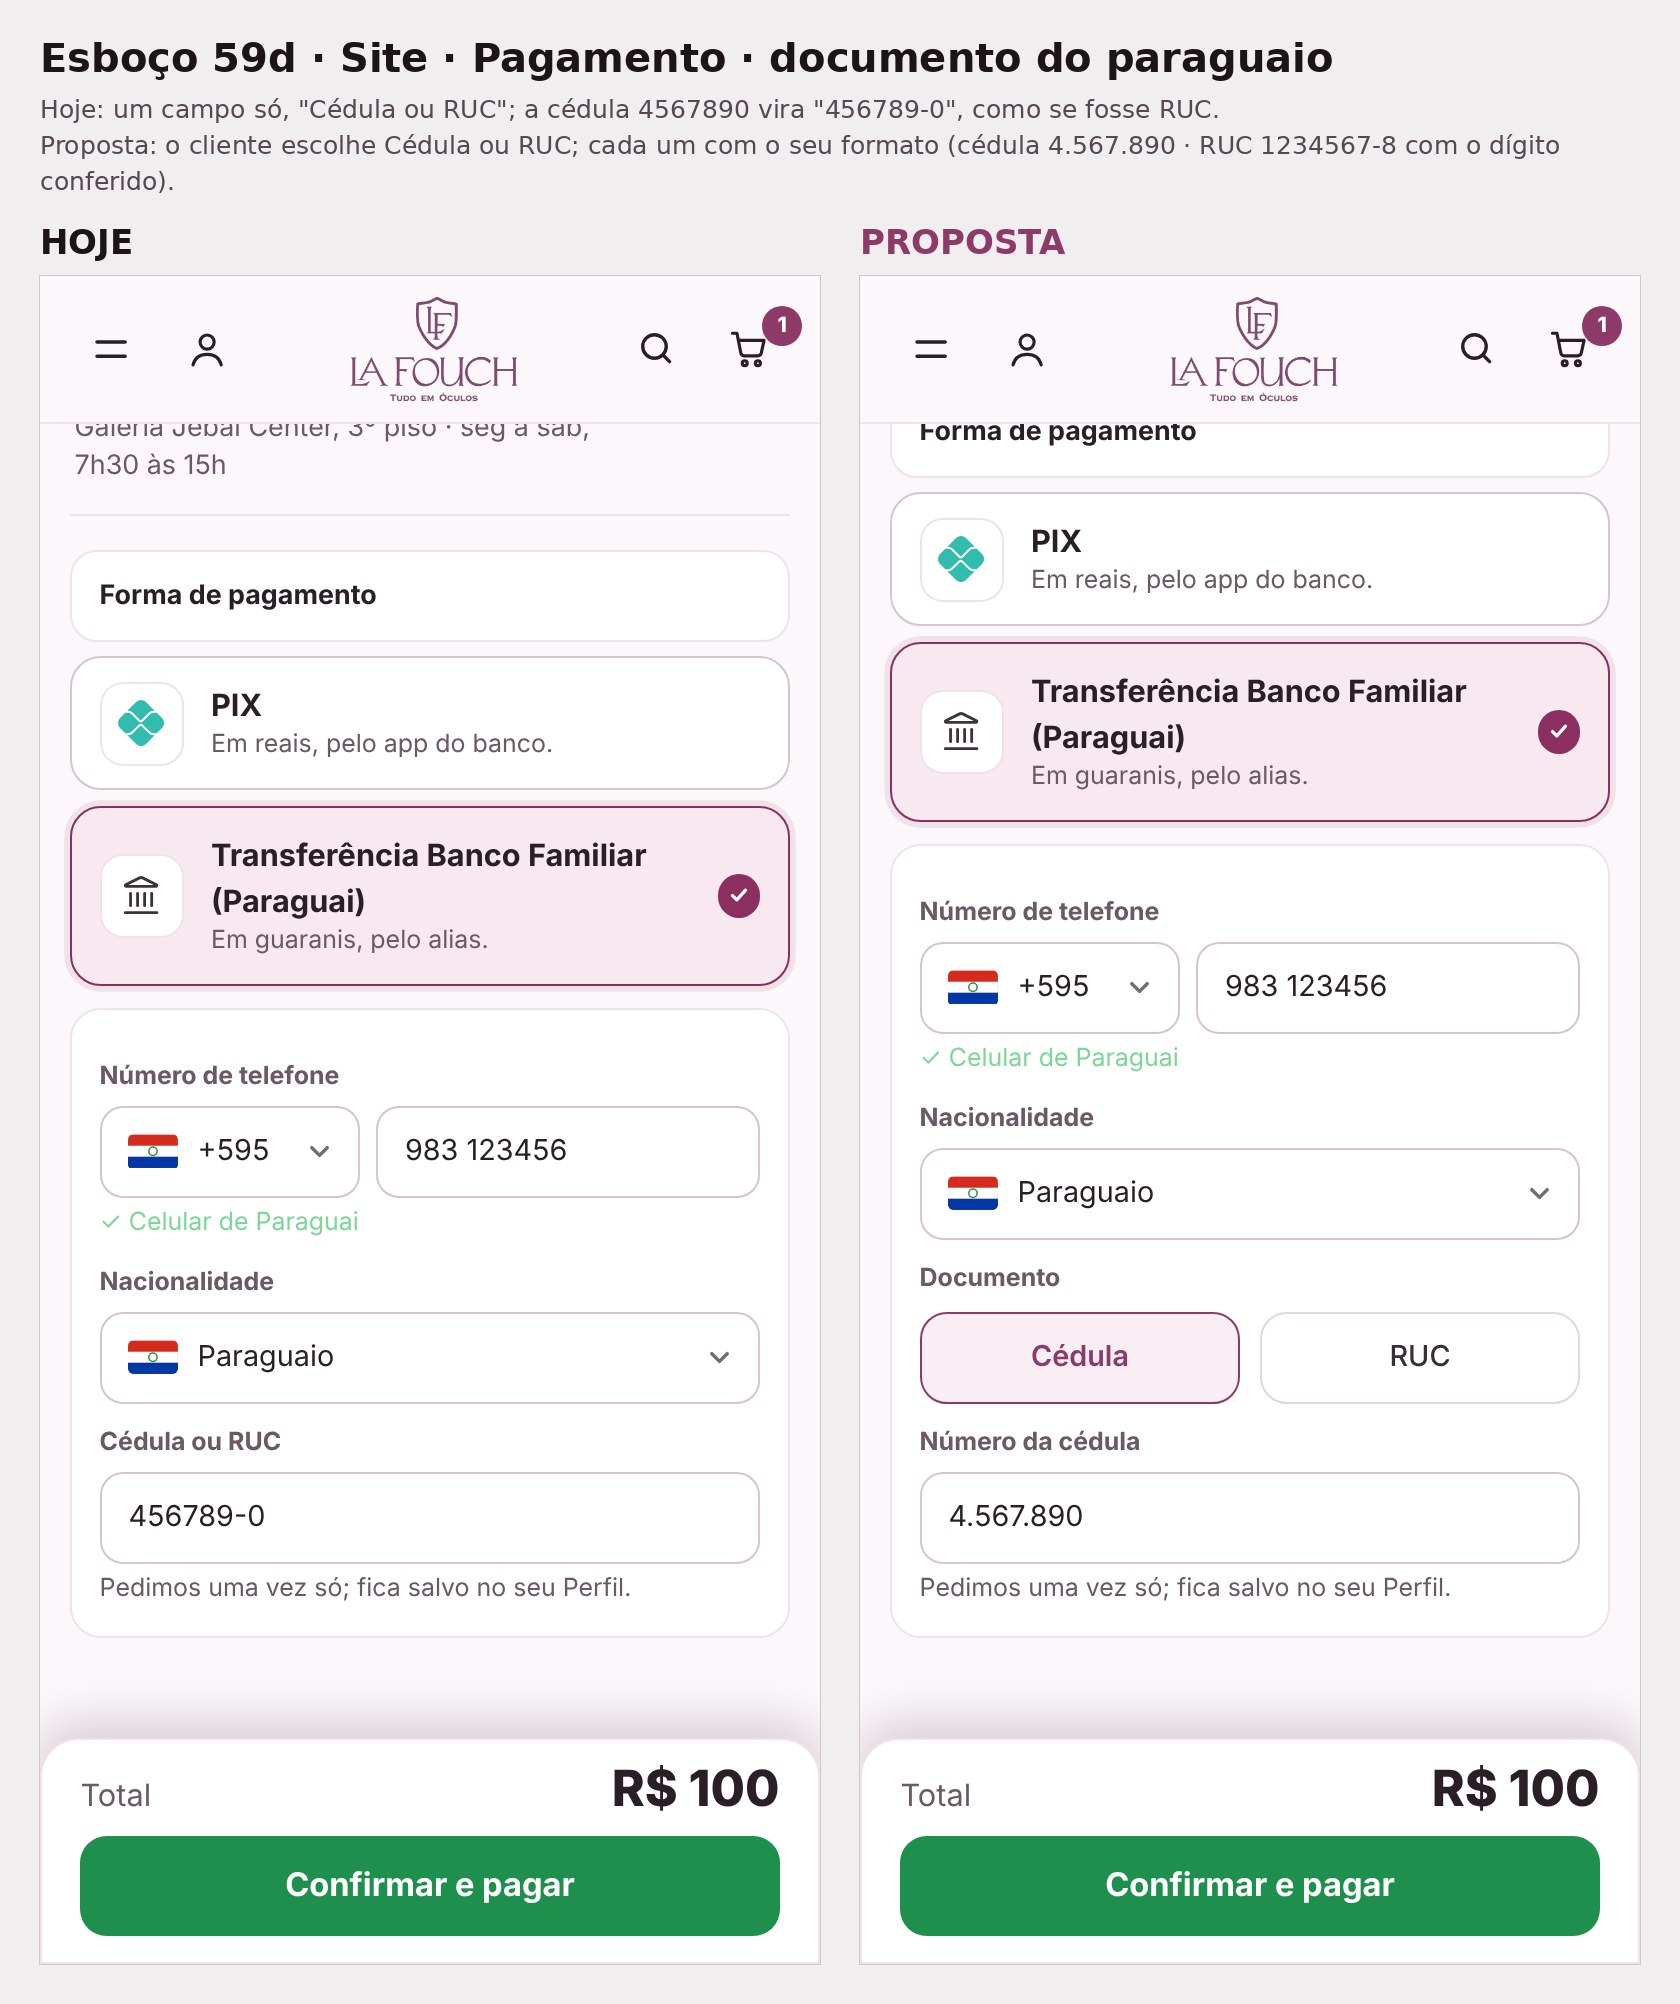 Esboço 59d · Site · Pagamento · documento do paraguaio
Hoje: um campo só, "Cédula ou RUC"; a cédula 4567890 vira "456789-0", como se fosse RUC.
Proposta: o cliente escolhe Cédula ou RUC; cada um com o seu formato (cédula 4.567.890 · RUC 1234567-8 com o dígito
conferido).
HOJE
LF
LA FOUCH
TUDO EM ÓCULOS
1
Galeria Jebai Center, 3º piso · seg a sáb,
7h30 às 15h
Forma de pagamento
PIX
Em reais, pelo app do banco.
Transferência Banco Familiar
(Paraguai)
Em guaranis, pelo alias.
Número de telefone
+595
983 123456
✓ Celular de Paraguai
Nacionalidade
Paraguaio
Cédula ou RUC
456789-0
Pedimos uma vez só; fica salvo no seu Perfil.
Total
R$ 100
Confirmar e pagar
PROPOSTA
LF
LA FOUCH
TUDO EM ÓCULOS
1
Forma de pagamento
PIX
Em reais, pelo app do banco.
Transferência Banco Familiar
(Paraguai)
Em guaranis, pelo alias.
Número de telefone
+595
983 123456
✓ Celular de Paraguai
Nacionalidade
Paraguaio
Documento
Cédula
RUC
Número da cédula
4.567.890
Pedimos uma vez só; fica salvo no seu Perfil.
Total
R$ 100
Confirmar e pagar